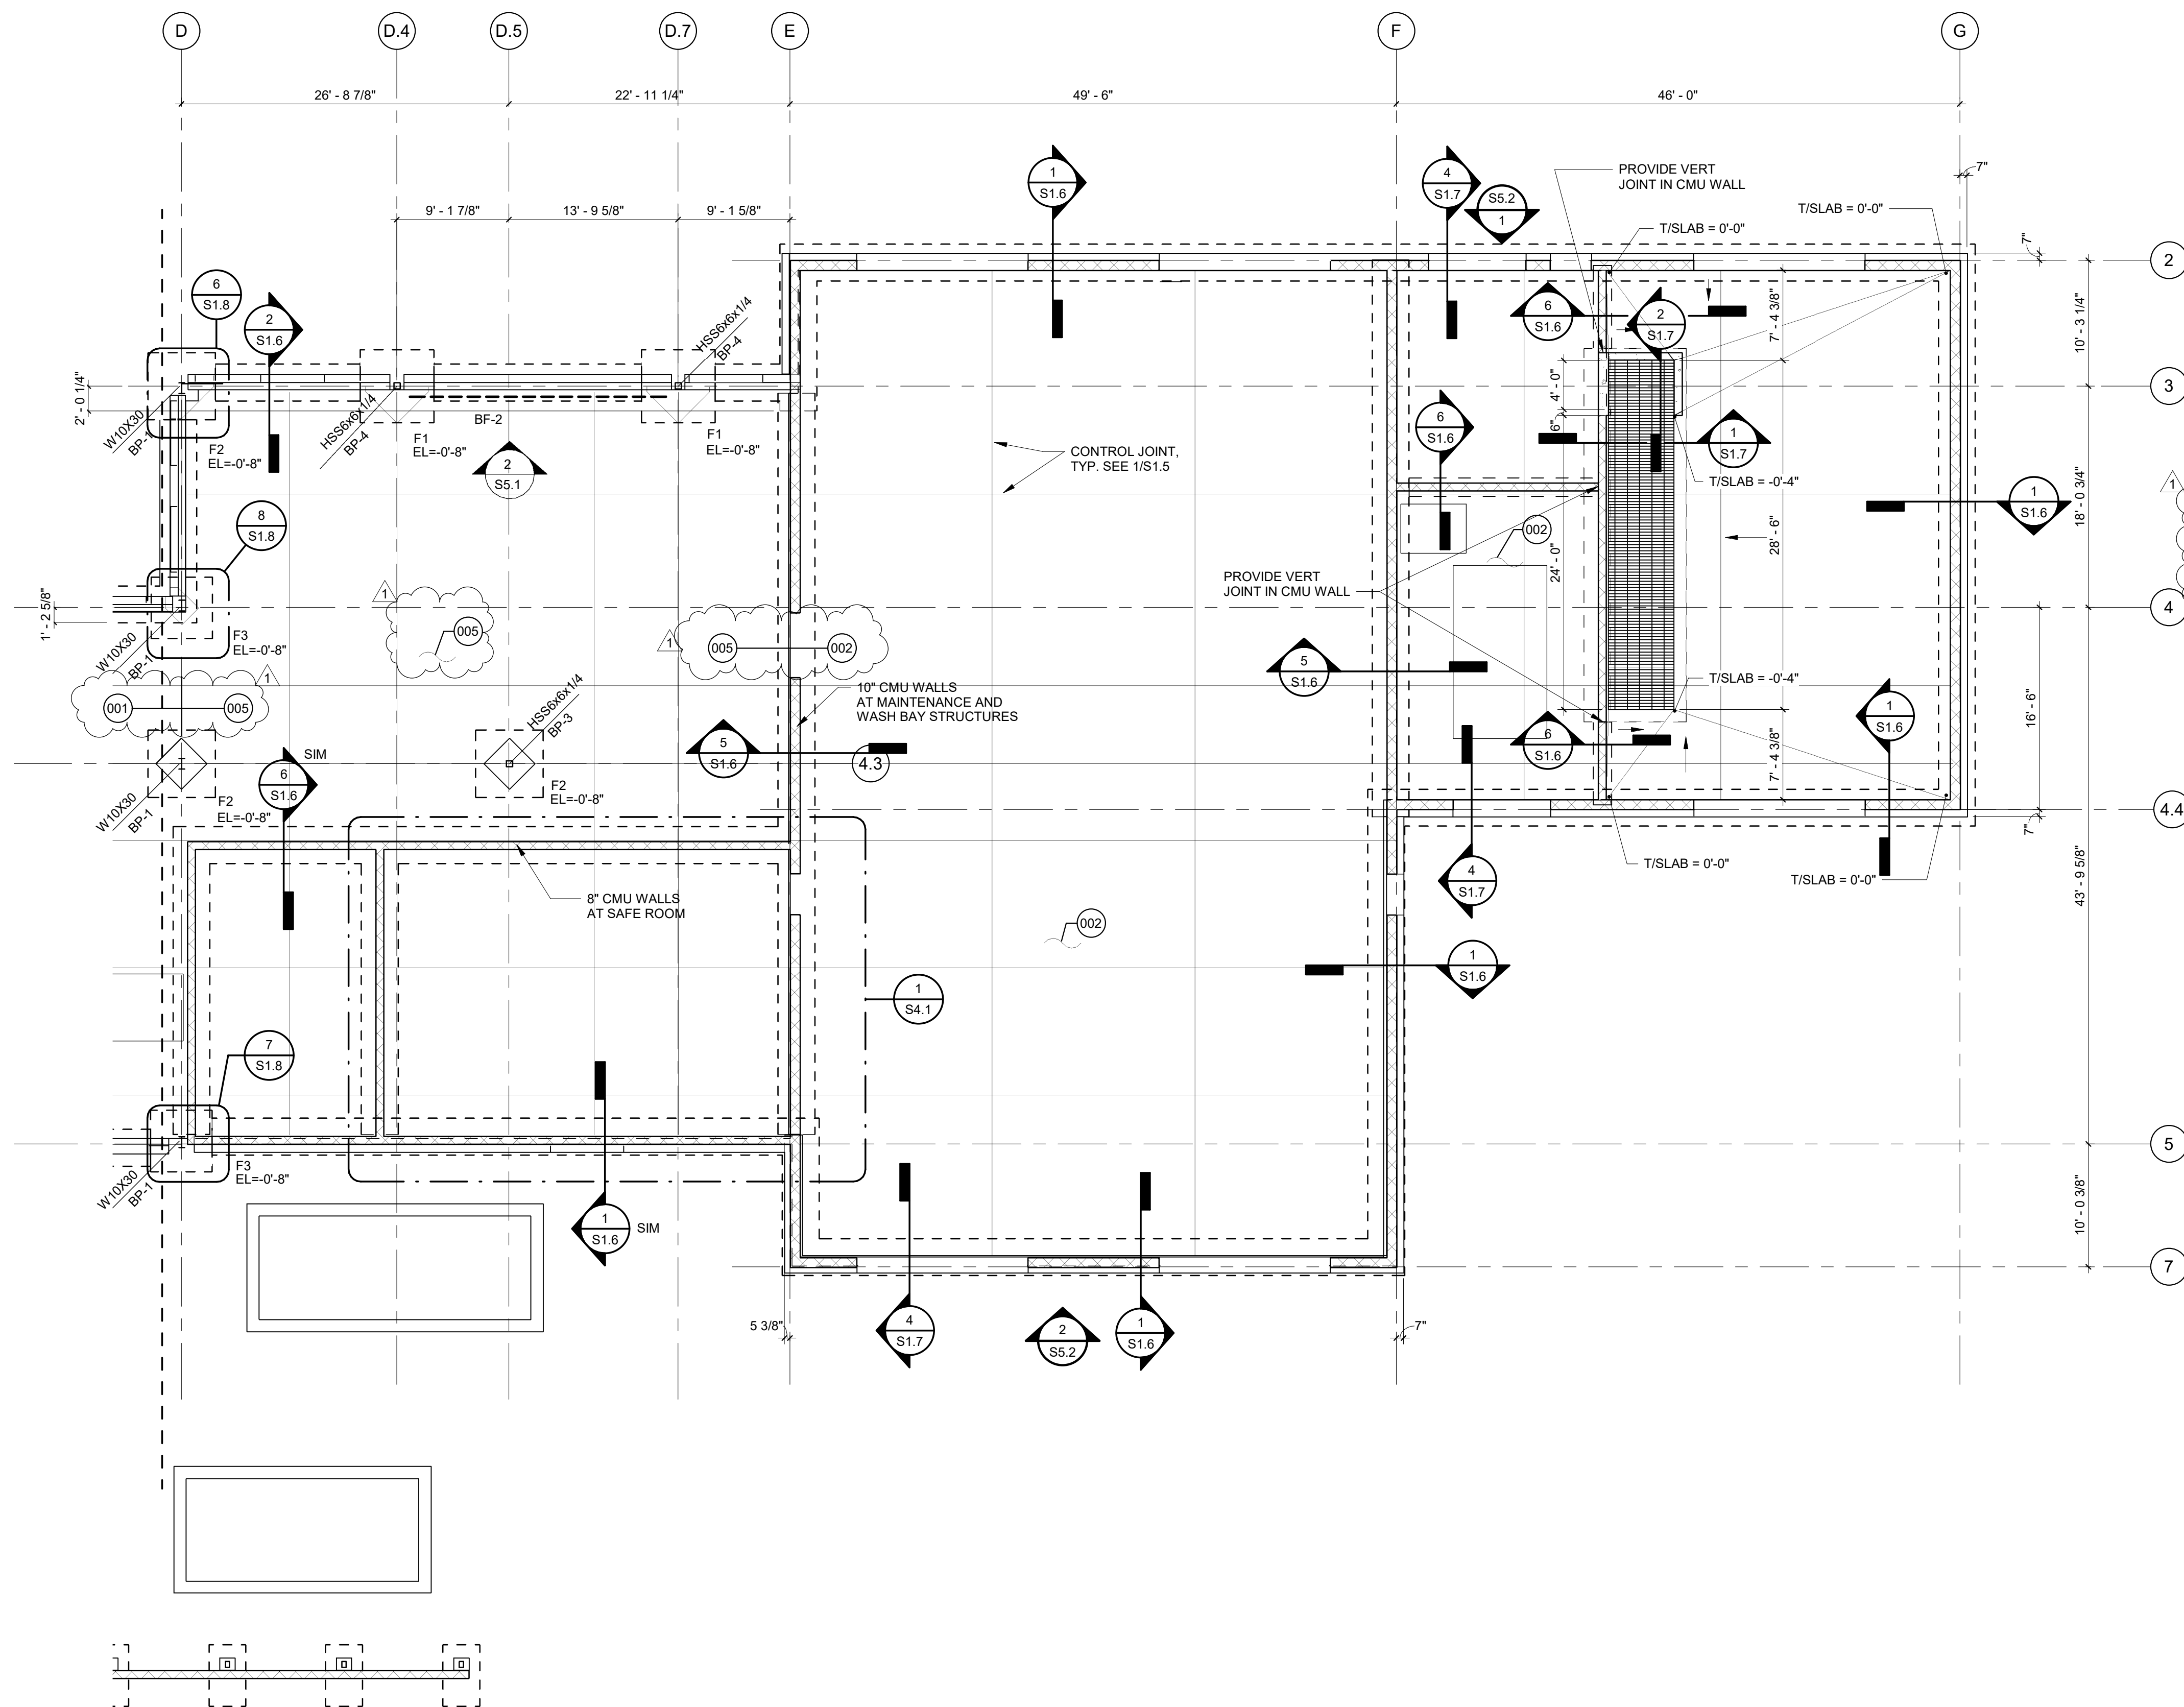 D
D.4
D.5
D.7
E
F
G
26' - 8 7/8"
22' - 11 1/4"
49' - 6"
46' - 0"
9' - 1 7/8"
13' - 9 5/8"
9' - 1 5/8"
1
S1.6
4
S1.7
S5.2
1
PROVIDE VERT
JOINT IN CMU WALL
7"
T/SLAB = 0'-0"
T/SLAB = 0'-0"
7"
2
6
S1.8
2
S1.6
HSS6x6x1/4
BP-4
6
S1.6
2
S1.7
7' - 4 3/8"
10' - 3 1/4"
2' - 0 1/4"
3
W10X30
BP-1
HSS6x6x1/4
BP-4
F2
EL=-0'-8"
F1
EL=-0'-8"
BF-2
F1
EL=-0'-8"
4' - 0"
6"
6
S1.6
1
S1.7
2
S5.1
CONTROL JOINT,
TYP. SEE 1/S1.5
T/SLAB = -0'-4"
1
S1.6
18' - 0 3/4"
1
8
S1.8
002
28' - 6"
24' - 0"
PROVIDE VERT
JOINT IN CMU WALL
1' - 2 5/8"
1
005
4
W10X30
BP-1
F3
EL=-0'-8"
1
005
002
5
S1.6
1
001
005
10" CMU WALLS
AT MAINTENANCE AND
WASH BAY STRUCTURES
T/SLAB = -0'-4"
16' - 6"
1
S1.6
HSS6x6x1/4
BP-3
5
S1.6
4.3
6
S1.6
7' - 4 3/8"
SIM
6
S1.6
W10X30
BP-1
F2
EL=-0'-8"
F2
EL=-0'-8"
4.4
7"
T/SLAB = 0'-0"
T/SLAB = 0'-0"
4
S1.7
43' - 9 5/8"
8" CMU WALLS
AT SAFE ROOM
002
1
S1.6
1
S4.1
7
S1.8
5
W10X30
BP-1
F3
EL=-0'-8"
10' - 0 3/8"
1
S1.6
SIM
7
5 3/8"
4
S1.7
2
S5.2
1
S1.6
7"